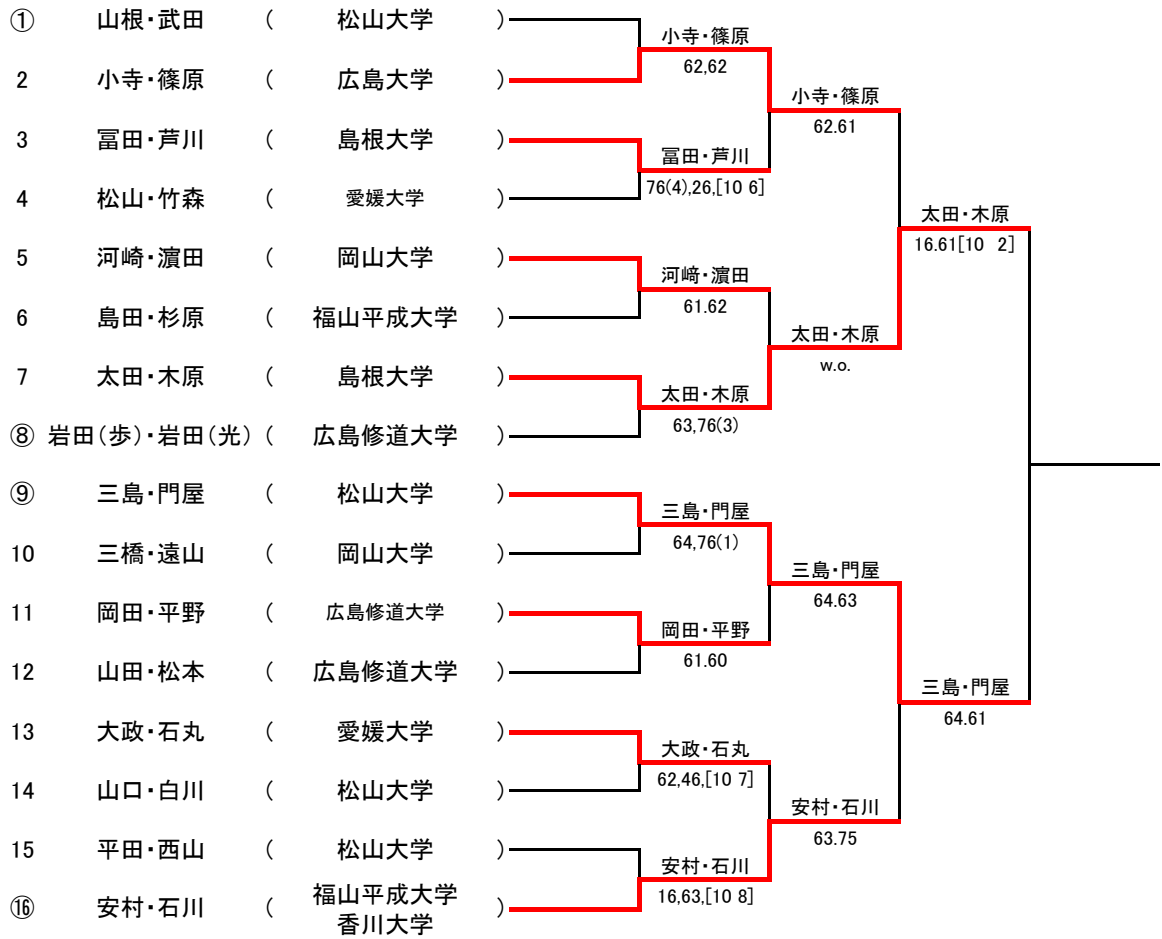 ① 山根・武田 ( 松山大学 )
2 小寺・篠原 ( 広島大学 )
3 冨田・芦川 ( 島根大学 )
4 松山・竹森 ( 愛媛大学 )
5 河崎・濵田 ( 岡山大学 )
6 島田・杉原 ( 福山平成大学 )
7 太田・木原 ( 島根大学 )
⑧ 岩田(歩)・岩田(光) ( 広島修道大学 )
⑨ 三島・門屋 ( 松山大学 )
10 三橋・遠山 ( 岡山大学 )
11 岡田・平野 ( 広島修道大学 )
12 山田・松本 ( 広島修道大学 )
13 大政・石丸 ( 愛媛大学 )
14 山口・白川 ( 松山大学 )
15 平田・西山 ( 松山大学 )
⑯ 安村・石川 ( 福山平成大学
香川大学 )
小寺・篠原
62,62
冨田・芦川
76(4),26,[10 6]
河﨑・濵田
61.62
太田・木原
63,76(3)
三島・門屋
64,76(1)
岡田・平野
61.60
大政・石丸
62,46,[10 7]
安村・石川
16,63,[10 8]
小寺・篠原
62.61
太田・木原
w.o.
三島・門屋
64.63
安村・石川
63.75
太田・木原
16.61[10 2]
三島・門屋
64.61